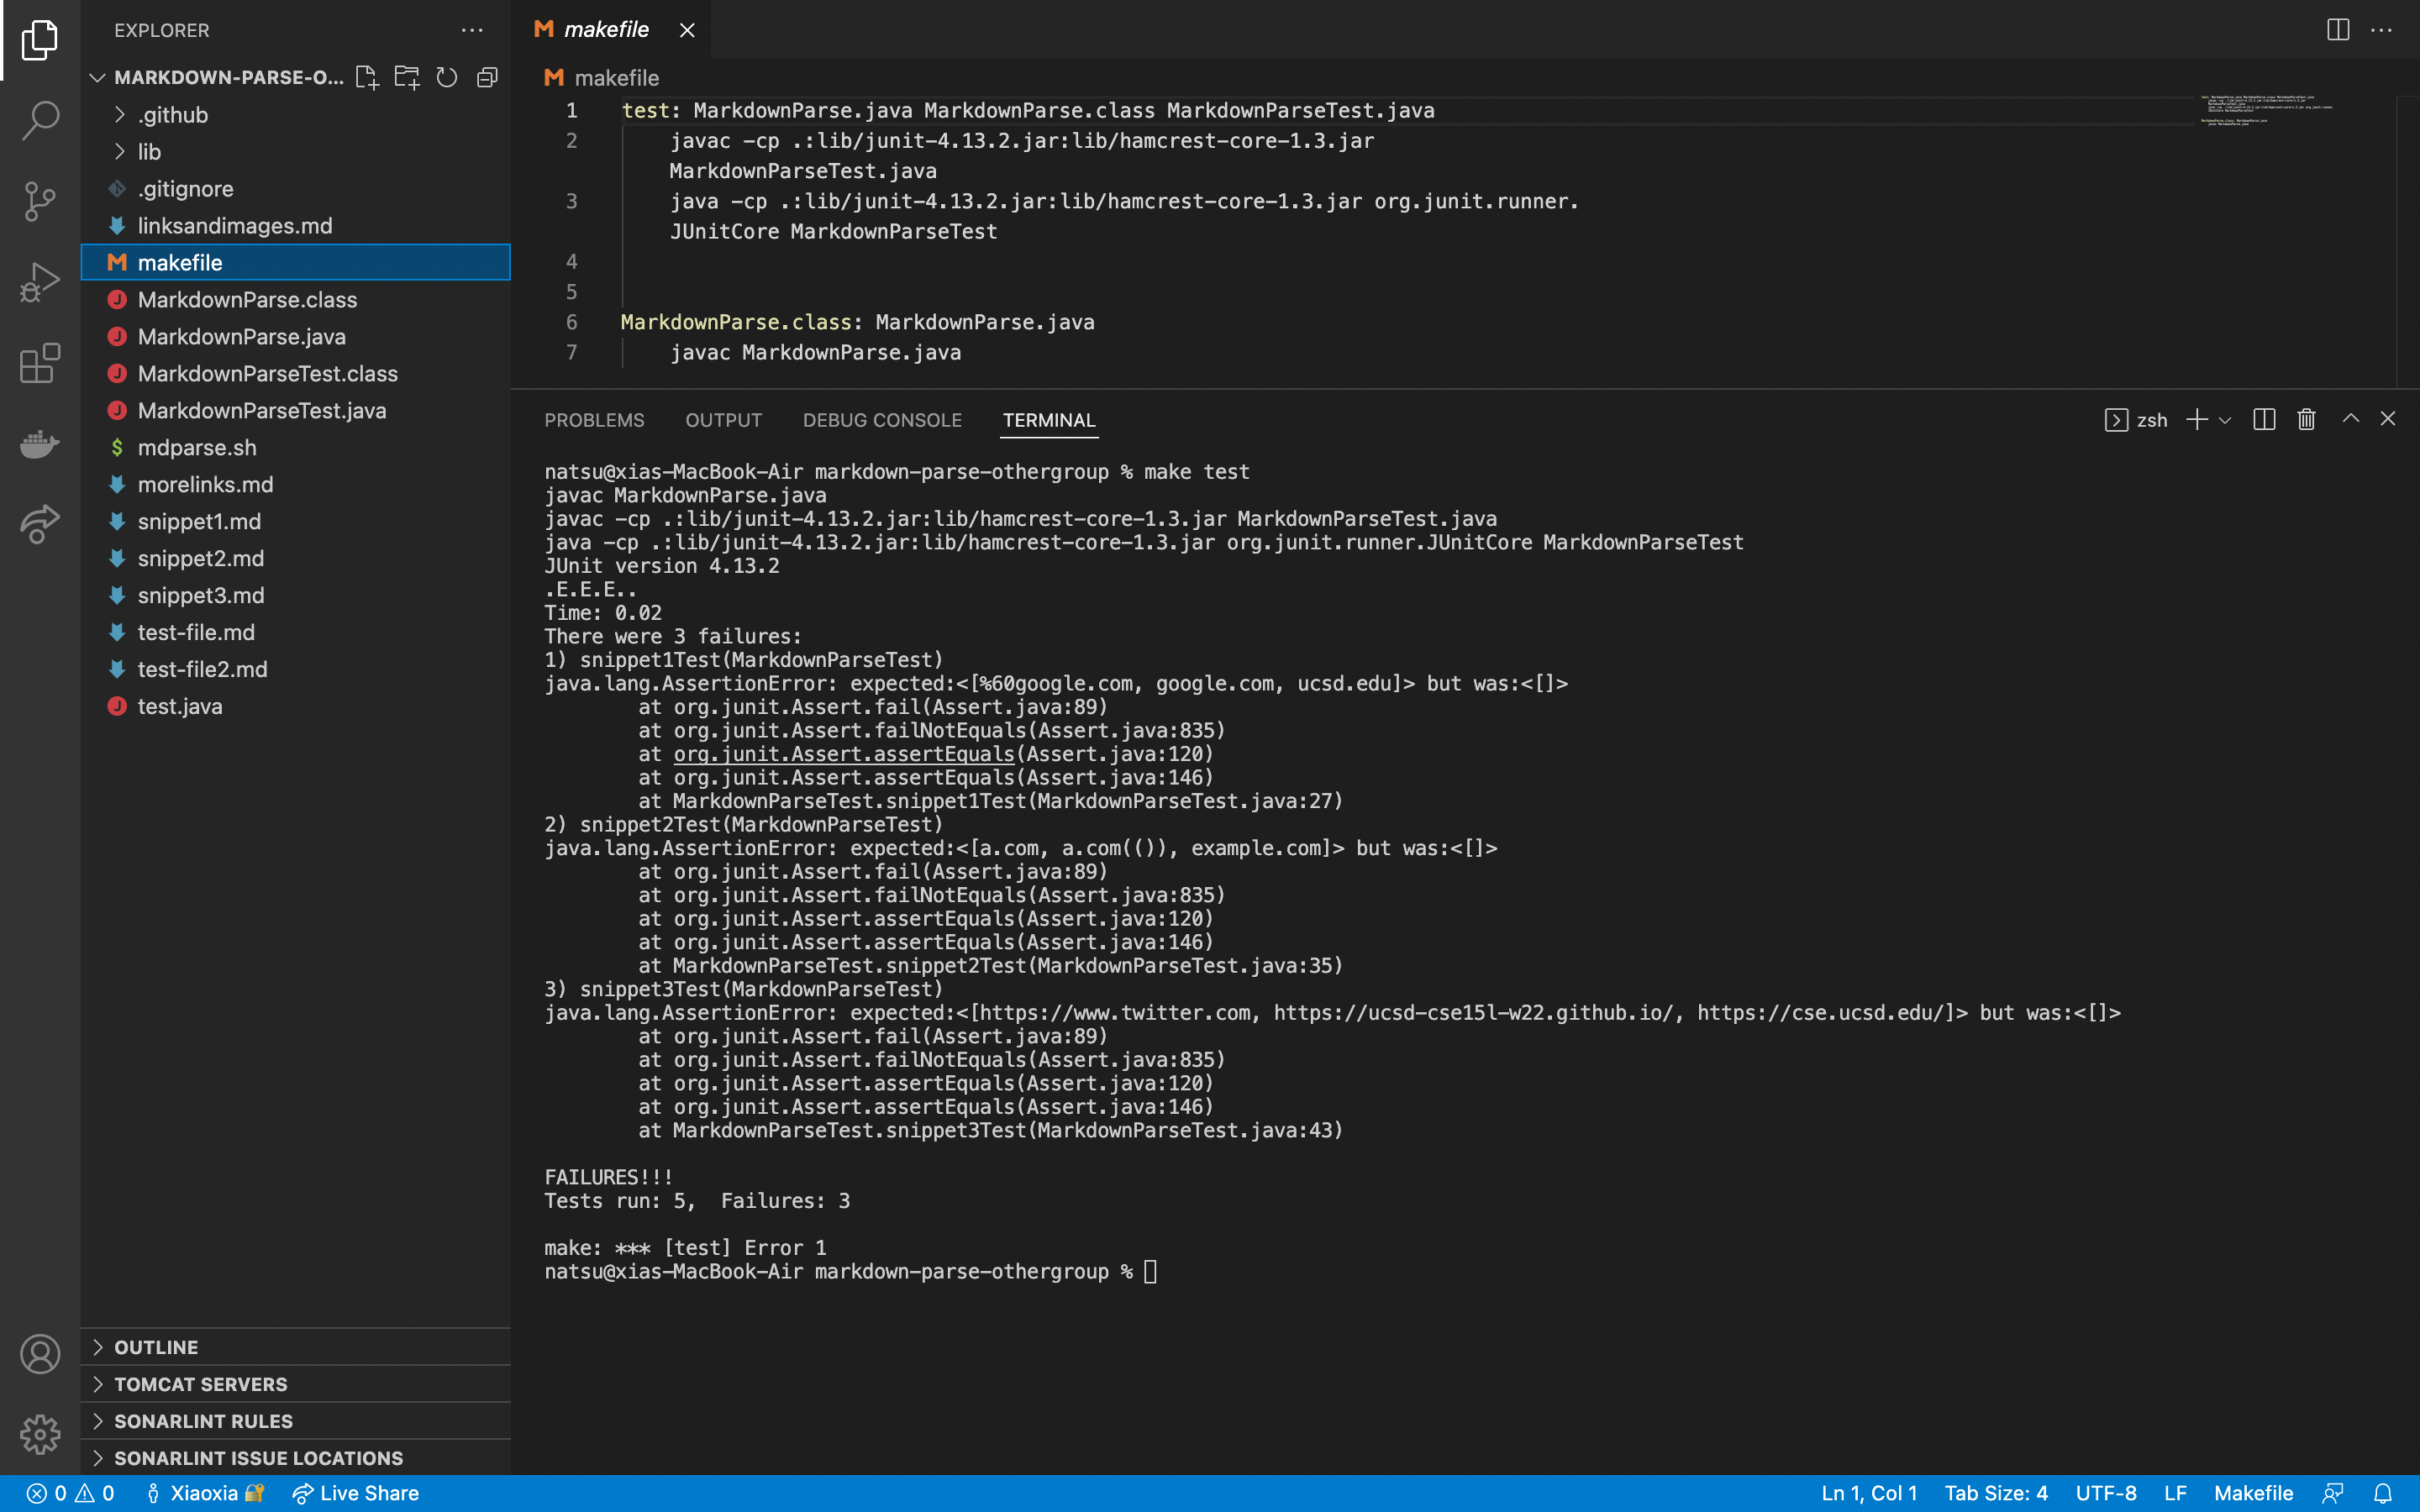 EXPLORER
MARKDOWN-PARSE-O...
.github
lib
.gitignore
linksandimages.md
makefile
MarkdownParse.class
MarkdownParse.java
MarkdownParseTest.class
MarkdownParseTest.java
mdparse.sh
morelinks.md
snippet1.md
snippet2.md
snippet3.md
test-file.md
test-file2.md
test.java
OUTLINE
TOMCAT SERVERS
SONARLINT RULES
SONARLINT ISSUE LOCATIONS
makefile
makefile
1 test: MarkdownParse.java MarkdownParse.class MarkdownParseTest.java
2 javac -cp .:lib/junit-4.13.2.jar:lib/hamcrest-core-1.3.jar
MarkdownParseTest.java
3 java -cp .:lib/junit-4.13.2.jar:lib/hamcrest-core-1.3.jar org.junit.runner.
JUnitCore MarkdownParseTest
4
5
6 MarkdownParse.class: MarkdownParse.java
7 javac MarkdownParse.java
PROBLEMS OUTPUT DEBUG CONSOLE TERMINAL
zsh
natsu@xias-MacBook-Air markdown-parse-othergroup % make test
javac MarkdownParse.java
javac -cp .:lib/junit-4.13.2.jar:lib/hamcrest-core-1.3.jar MarkdownParseTest.java
java -cp .:lib/junit-4.13.2.jar:lib/hamcrest-core-1.3.jar org.junit.runner.JUnitCore MarkdownParseTest
JUnit version 4.13.2
.E.E.E..
Time: 0.02
There were 3 failures:
1) snippet1Test(MarkdownParseTest)
java.lang.AssertionError: expected:<[%60google.com, google.com, ucsd.edu]> but was:<[]>
at org.junit.Assert.fail(Assert.java:89)
at org.junit.Assert.failNotEquals(Assert.java:835)
at org.junit.Assert.assertEquals(Assert.java:120)
at org.junit.Assert.assertEquals(Assert.java:146)
at MarkdownParseTest.snippet1Test(MarkdownParseTest.java:27)
2) snippet2Test(MarkdownParseTest)
java.lang.AssertionError: expected:<[a.com, a.com(()), example.com]> but was:<[]>
at org.junit.Assert.fail(Assert.java:89)
at org.junit.Assert.failNotEquals(Assert.java:835)
at org.junit.Assert.assertEquals(Assert.java:120)
at org.junit.Assert.assertEquals(Assert.java:146)
at MarkdownParseTest.snippet2Test(MarkdownParseTest.java:35)
3) snippet3Test(MarkdownParseTest)
java.lang.AssertionError: expected:<[https://www.twitter.com, https://ucsd-cse15l-w22.github.io/, https://cse.ucsd.edu/]> but was:<[]>
at org.junit.Assert.fail(Assert.java:89)
at org.junit.Assert.failNotEquals(Assert.java:835)
at org.junit.Assert.assertEquals(Assert.java:120)
at org.junit.Assert.assertEquals(Assert.java:146)
at MarkdownParseTest.snippet3Test(MarkdownParseTest.java:43)
FAILURES!!!
Tests run: 5,  Failures: 3
make: *** [test] Error 1
natsu@xias-MacBook-Air markdown-parse-othergroup %
0 0 Xiaoxia Live Share Ln 1, Col 1 Tab Size: 4 UTF-8 LF Makefile